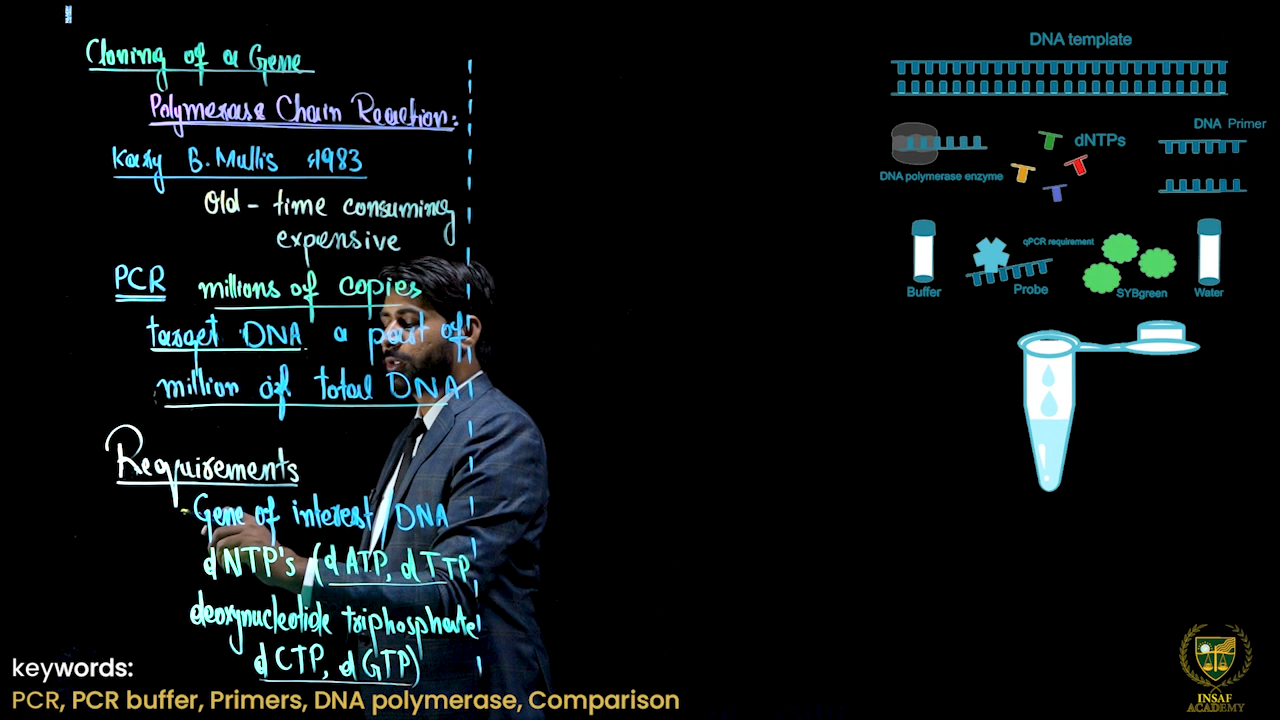 Cloning of a Gene
Polymerase Chain Reaction:
Kary B. Mullis 1983
Old - time consuming
expensive
PCR millions of copies
target DNA a part of
million of total DNA
Requirements
Gene of interest / DNA
dNTP's (dATP, dTTP
deoxynucleotide triphosphate
dCTP, dGTP)
DNA template
dNTPs
DNA Primer
DNA polymerase enzyme
qPCR requirement
Buffer
Probe
SYBgreen
Water
keywords:
PCR, PCR buffer, Primers, DNA polymerase, Comparison
INSAF
ACADEMY